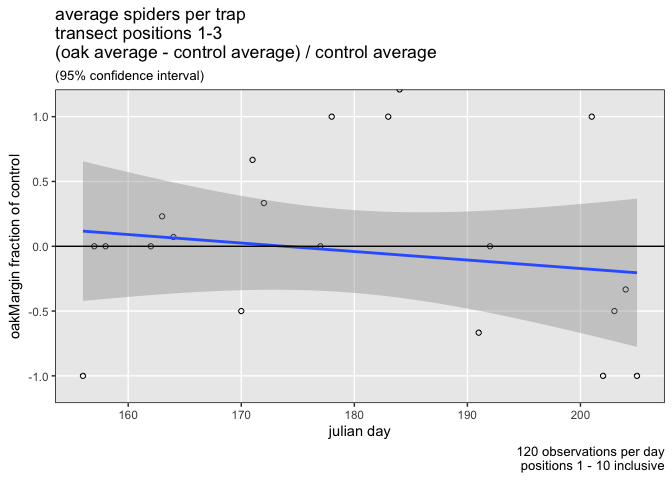 average spiders per trap
transect positions 1-3
(oak average - control average) / control average
(95% confidence interval)
oakMargin fraction of control
1.0
0.5
0.0
-0.5
-1.0
160
170
180
190
200
julian day
120 observations per day
positions 1 - 10 inclusive